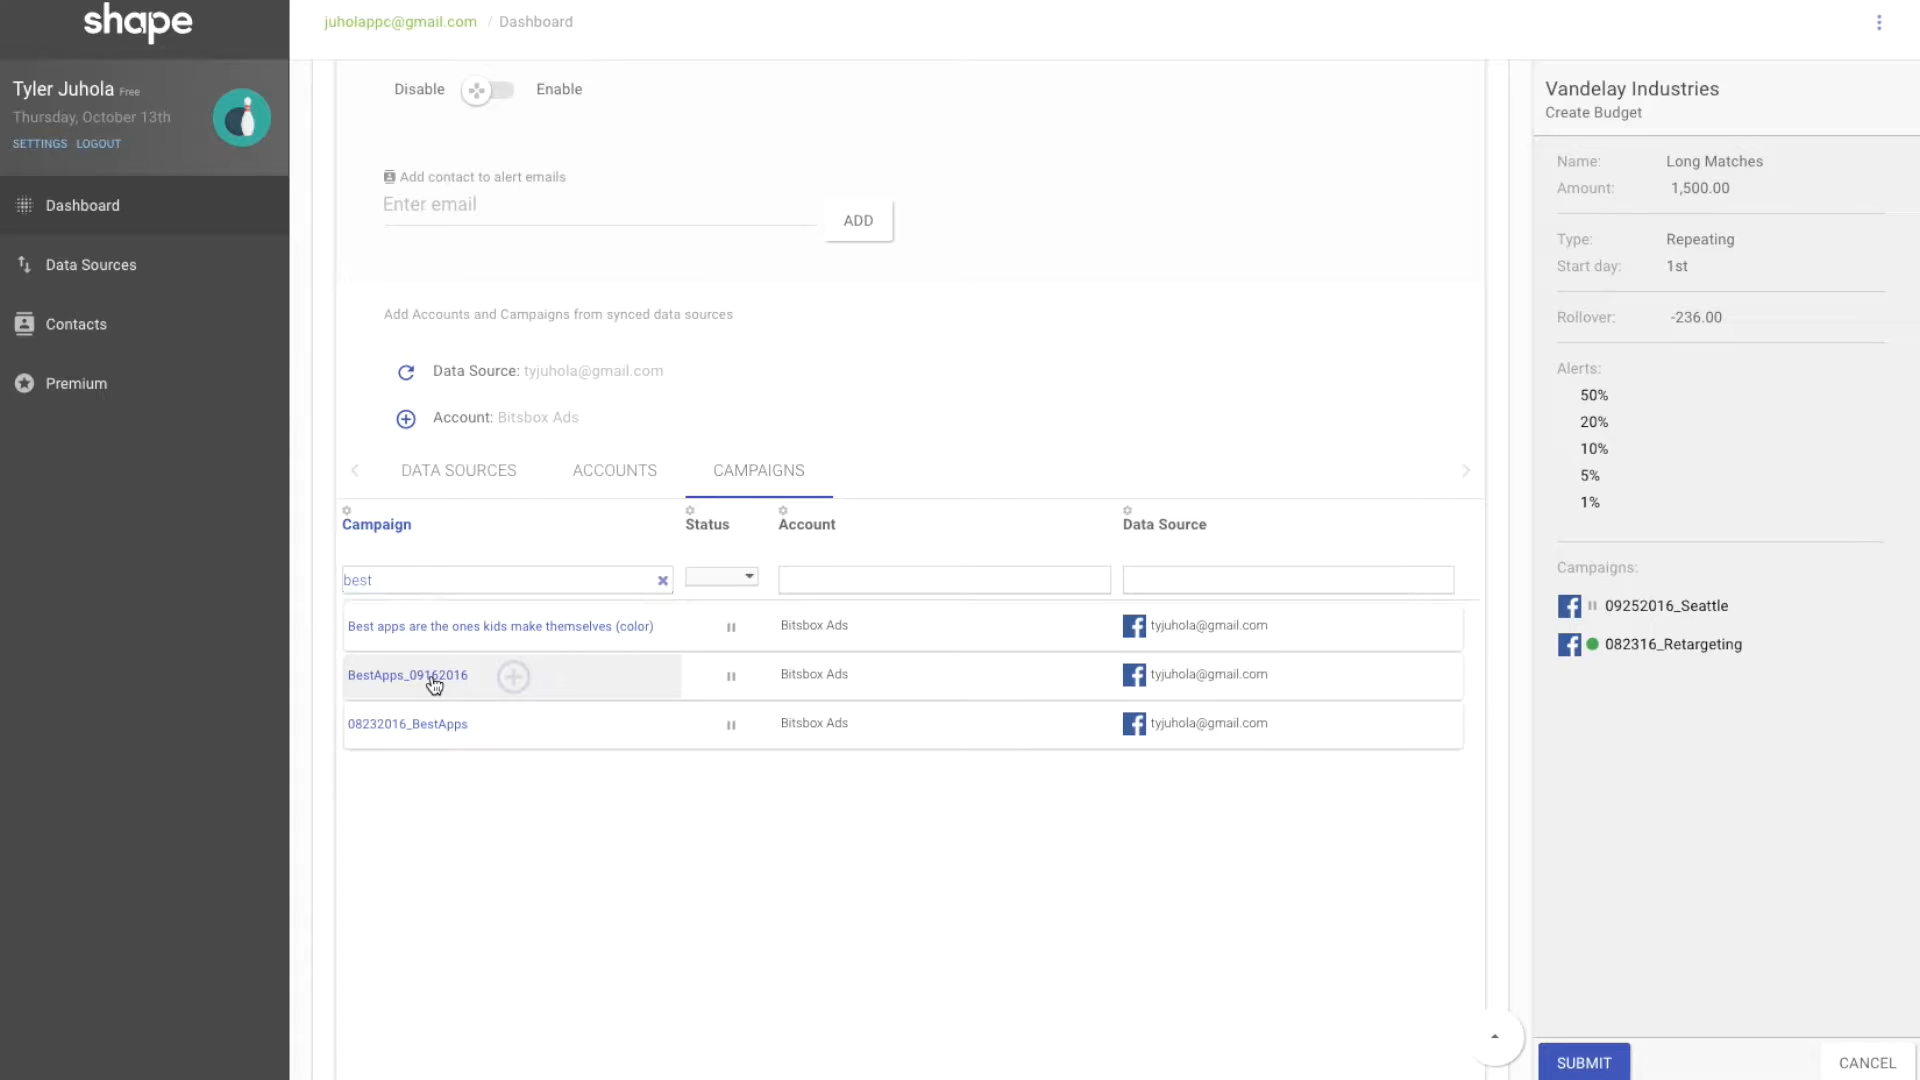 shape
juholappc@gmail.com / Dashboard
Tyler Juhola Free
Thursday, October 13th
SETTINGS LOGOUT
Dashboard
Data Sources
Contacts
Premium
Disable Enable
Add contact to alert emails
Enter email
ADD
Add Accounts and Campaigns from synced data sources
Data Source: tyjuhola@gmail.com
Account: Bitsbox Ads
DATA SOURCES ACCOUNTS CAMPAIGNS
Campaign Status Account Data Source
best
Best apps are the ones kids make themselves (color) Bitsbox Ads tyjuhola@gmail.com
BestApps_09162016 Bitsbox Ads tyjuhola@gmail.com
08232016_BestApps Bitsbox Ads tyjuhola@gmail.com
Vandelay Industries
Create Budget
Name: Long Matches
Amount: 1,500.00
Type: Repeating
Start day: 1st
Rollover: -236.00
Alerts:
50%
20%
10%
5%
1%
Campaigns:
09252016_Seattle
082316_Retargeting
SUBMIT CANCEL